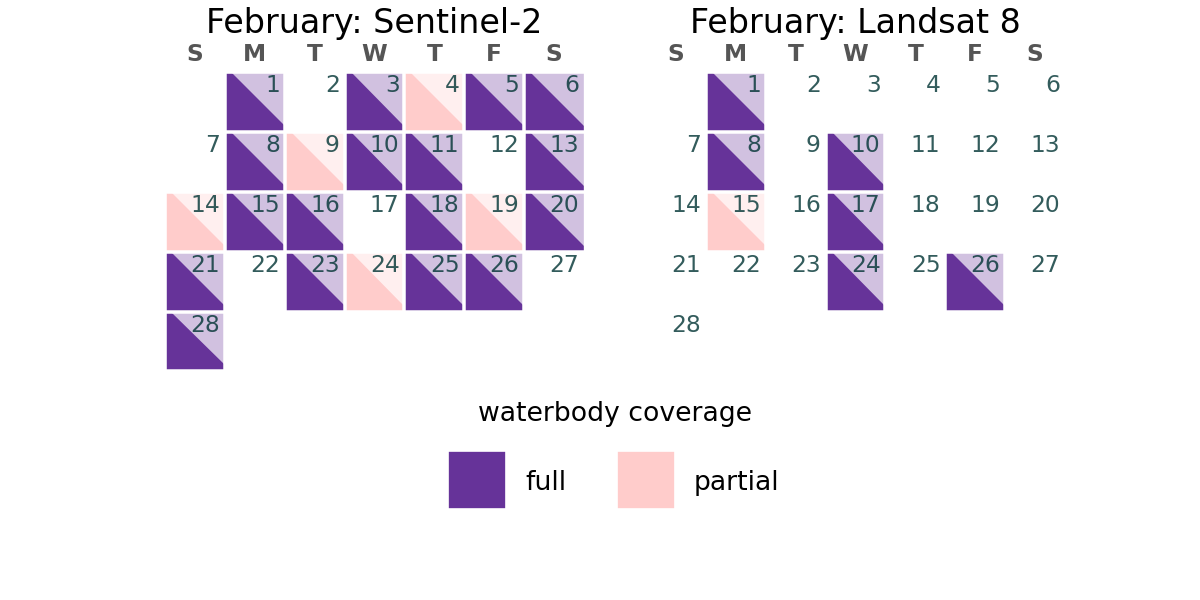 February: Sentinel-2
S M T W T F S
1 2 3 4 5 6
7 8 9 10 11 12 13
14 15 16 17 18 19 20
21 22 23 24 25 26 27
28
February: Landsat 8
S M T W T F S
1 2 3 4 5 6
7 8 9 10 11 12 13
14 15 16 17 18 19 20
21 22 23 24 25 26 27
28
waterbody coverage
full partial